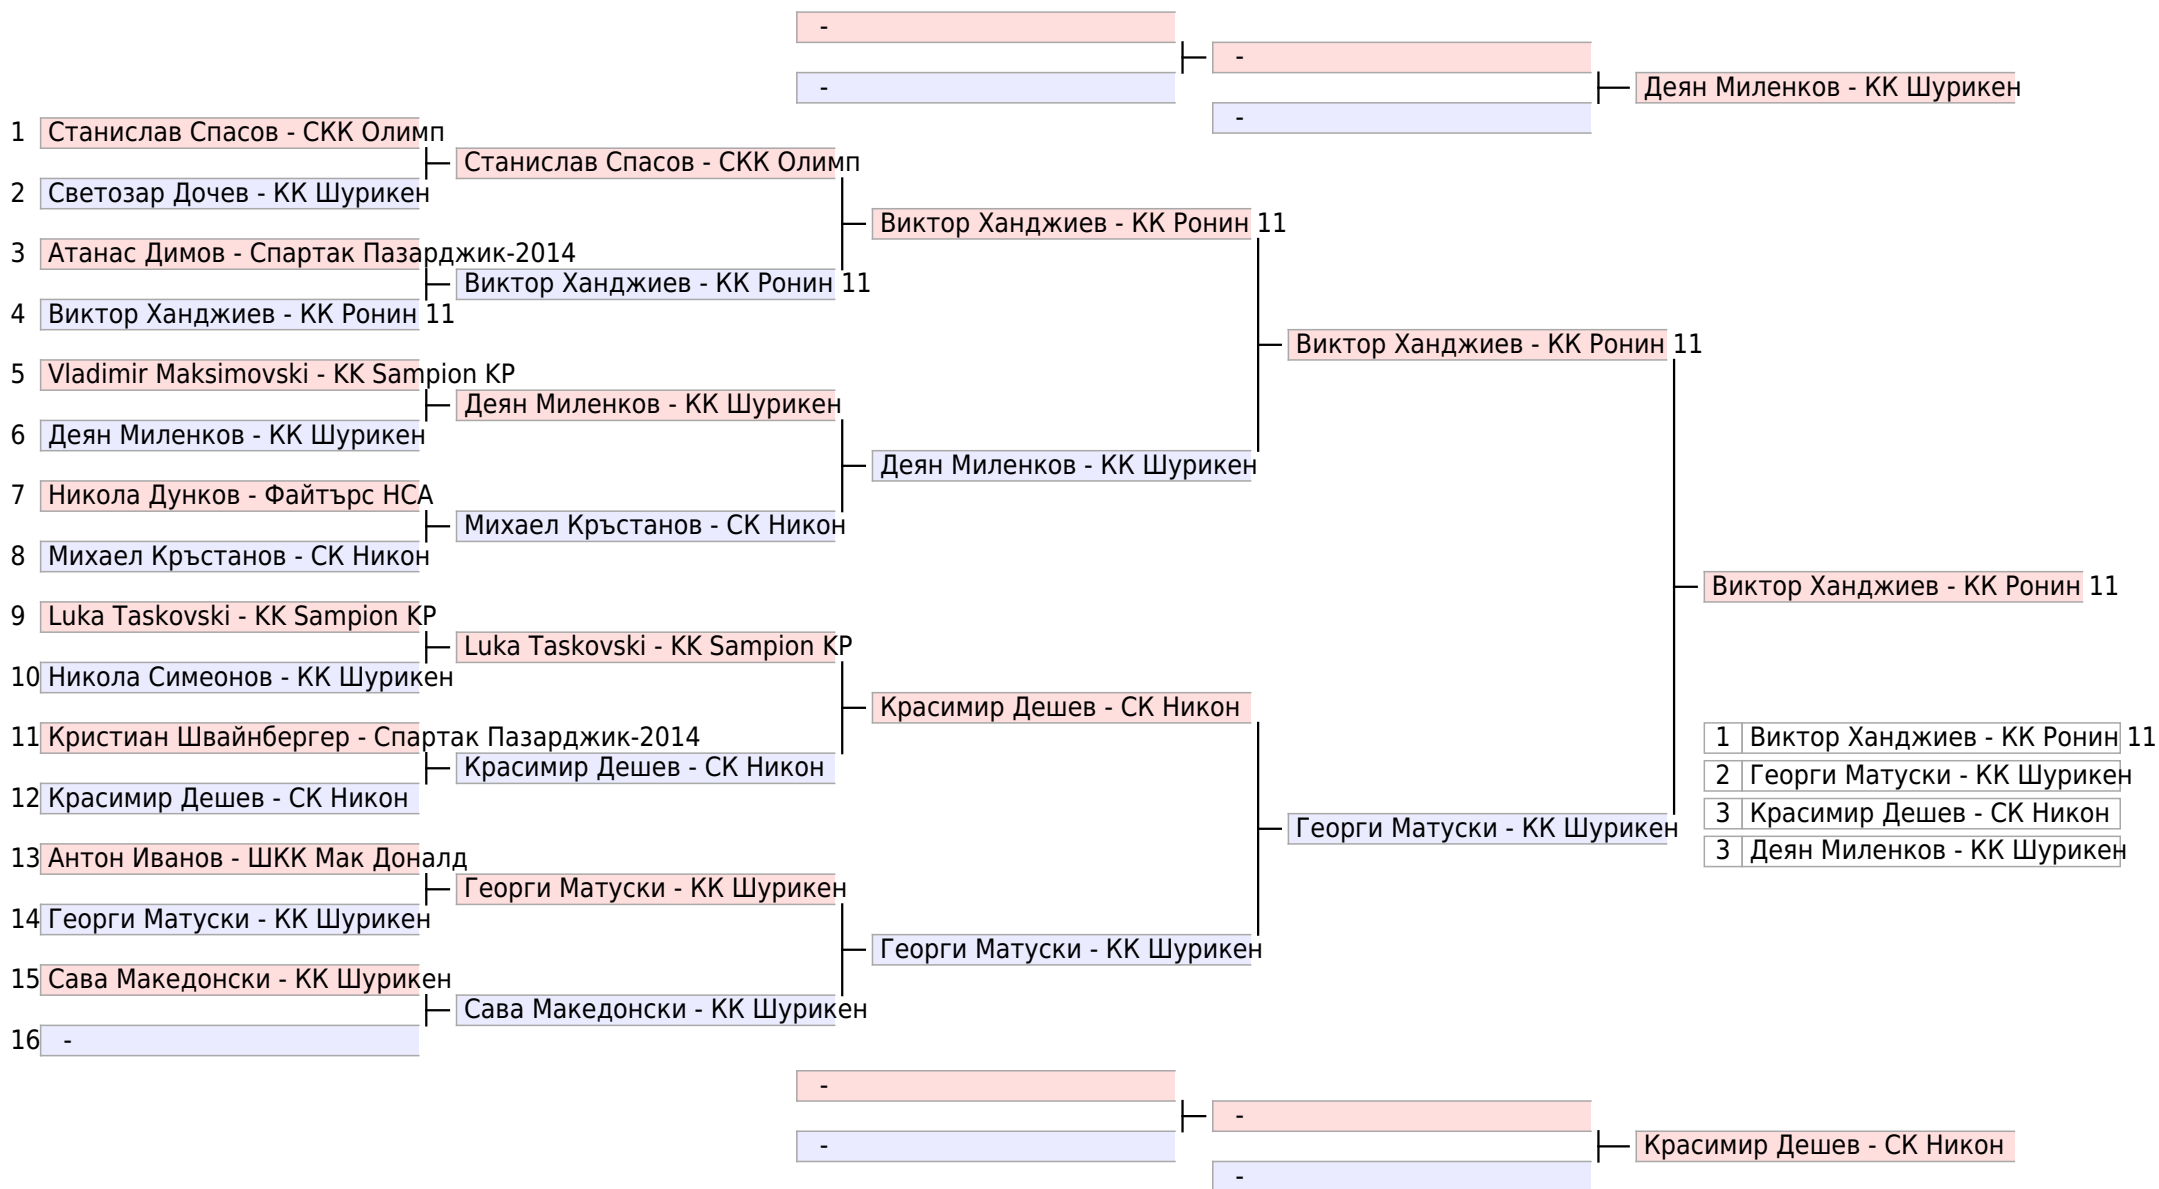 -
-
-
-
Деян Миленков - КК Шурикен
1 Станислав Спасов - СКК Олимп
2 Светозар Дочев - КК Шурикен
3 Атанас Димов - Спартак Пазарджик-2014
4 Виктор Ханджиев - КК Ронин 11
5 Vladimir Maksimovski - KK Sampion KP
6 Деян Миленков - КК Шурикен
7 Никола Дунков - Файтърс НСА
8 Михаел Кръстанов - СК Никон
9 Luka Taskovski - KK Sampion KP
10 Никола Симеонов - КК Шурикен
11 Кристиан Швайнбергер - Спартак Пазарджик-2014
12 Красимир Дешев - СК Никон
13 Антон Иванов - ШКК Мак Доналд
14 Георги Матуски - КК Шурикен
15 Сава Македонски - КК Шурикен
16 -
Станислав Спасов - СКК Олимп
Виктор Ханджиев - КК Ронин 11
Деян Миленков - КК Шурикен
Михаел Кръстанов - СК Никон
Luka Taskovski - KK Sampion KP
Красимир Дешев - СК Никон
Георги Матуски - КК Шурикен
Сава Македонски - КК Шурикен
Виктор Ханджиев - КК Ронин 11
Деян Миленков - КК Шурикен
Красимир Дешев - СК Никон
Георги Матуски - КК Шурикен
Виктор Ханджиев - КК Ронин 11
Георги Матуски - КК Шурикен
Виктор Ханджиев - КК Ронин 11
1 Виктор Ханджиев - КК Ронин 11
2 Георги Матуски - КК Шурикен
3 Красимир Дешев - СК Никон
3 Деян Миленков - КК Шурикен
-
-
-
-
Красимир Дешев - СК Никон